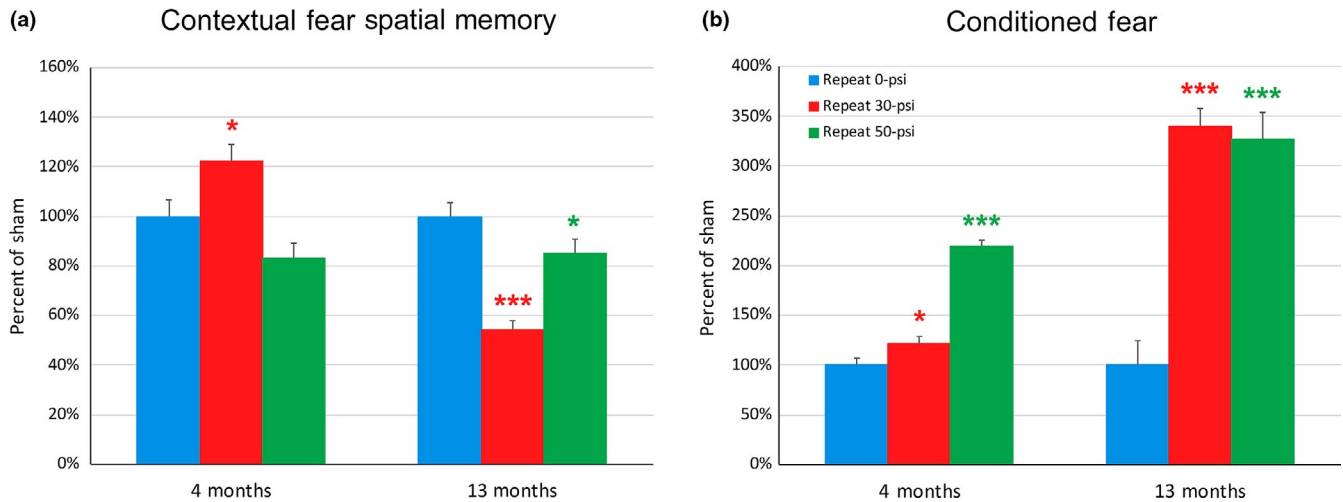 (a) Contextual fear spatial memory
160%
140%
120%
100%
80%
60%
40%
20%
0%
Percent of sham
*
***
*
4 months 13 months
(b) Conditioned fear
400%
350%
300%
250%
200%
150%
100%
50%
0%
Percent of sham
Repeat 0-psi
Repeat 30-psi
Repeat 50-psi
*
***
*** ***
4 months 13 months